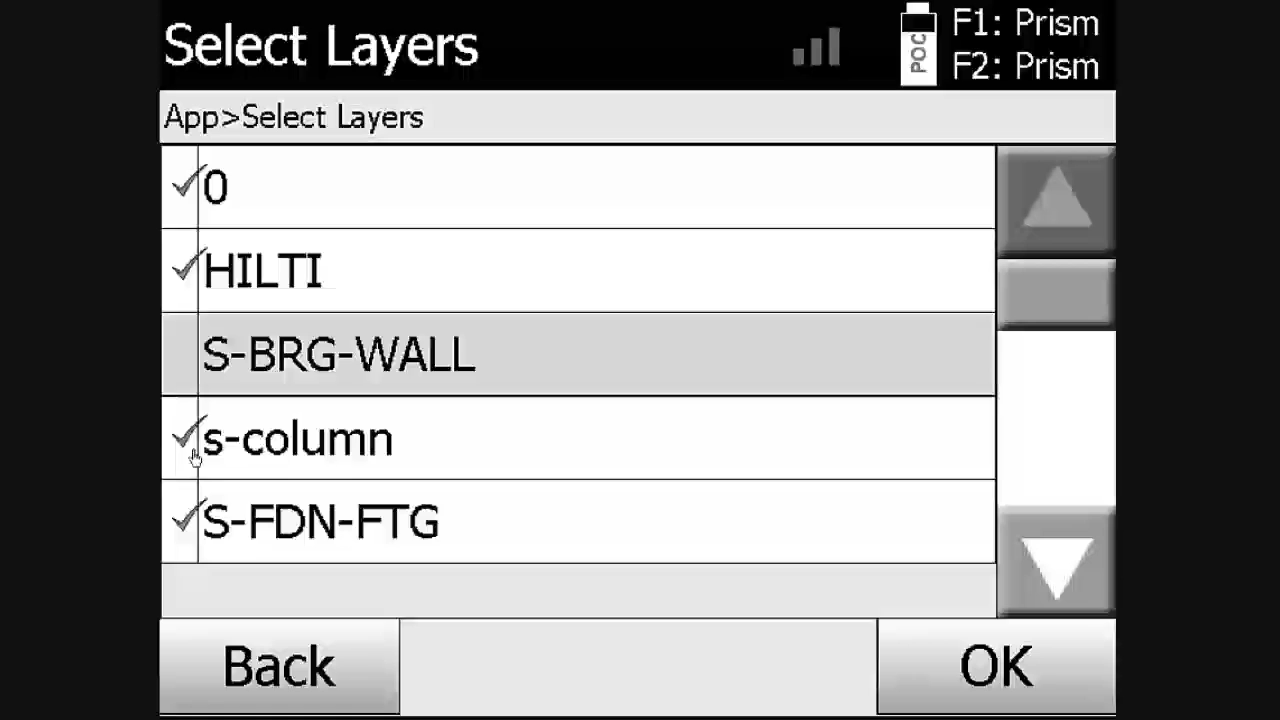 Select Layers
POC
F1: Prism
F2: Prism
App>Select Layers
0
HILTI
S-BRG-WALL
s-column
S-FDN-FTG
Back
OK